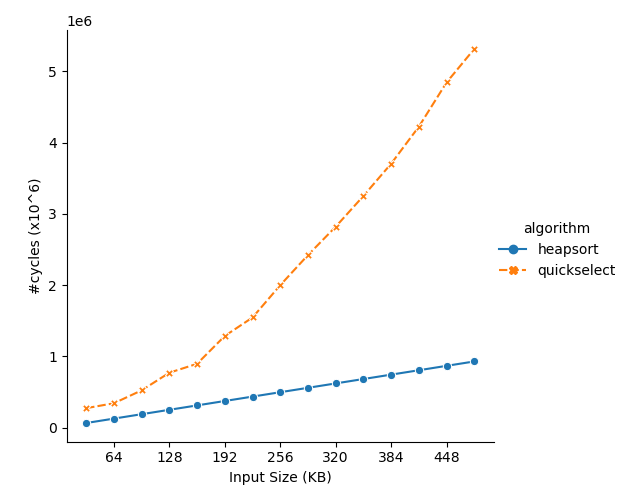 1e6
5
4
3
2
1
0
#cycles (x10^6)
64 128 192 256 320 384 448
Input Size (KB)
algorithm
heapsort
quickselect